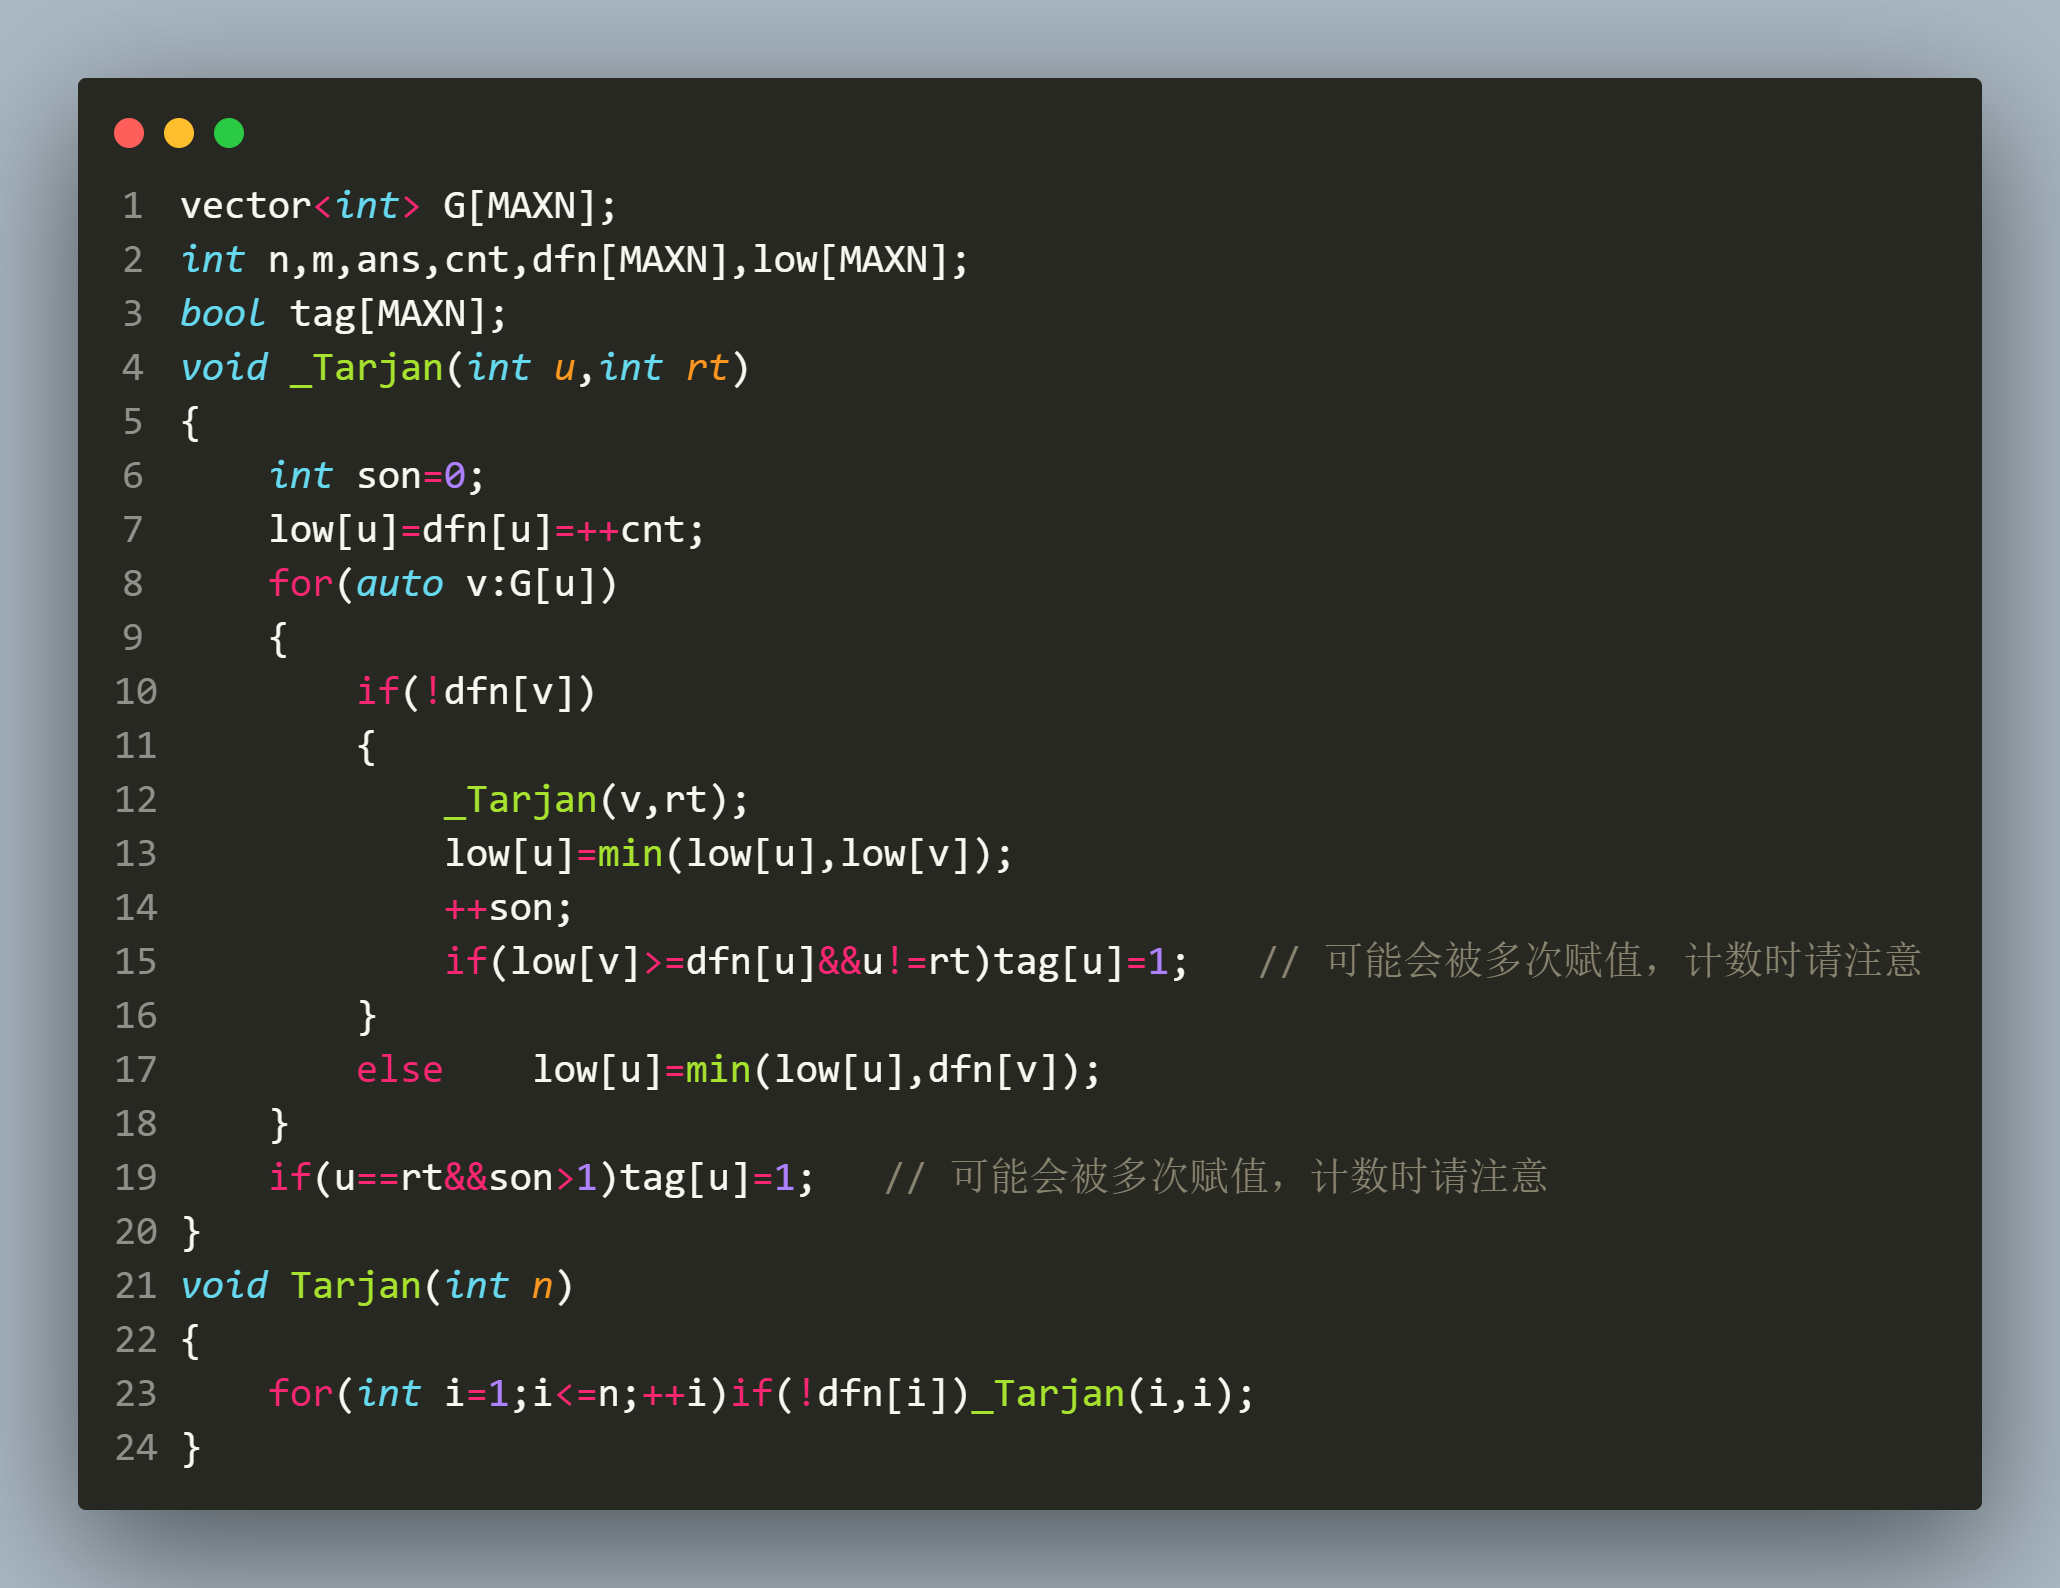 1 vector<int> G[MAXN];
2 int n,m,ans,cnt,dfn[MAXN],low[MAXN];
3 bool tag[MAXN];
4 void _Tarjan(int u,int rt)
5 {
6     int son=0;
7     low[u]=dfn[u]=++cnt;
8     for(auto v:G[u])
9     {
10         if(!dfn[v])
11         {
12             _Tarjan(v,rt);
13             low[u]=min(low[u],low[v]);
14             ++son;
15             if(low[v]>=dfn[u]&&u!=rt)tag[u]=1;   // 可能会被多次赋值，计数时请注意
16         }
17         else    low[u]=min(low[u],dfn[v]);
18     }
19     if(u==rt&&son>1)tag[u]=1;   // 可能会被多次赋值，计数时请注意
20 }
21 void Tarjan(int n)
22 {
23     for(int i=1;i<=n;++i)if(!dfn[i])_Tarjan(i,i);
24 }